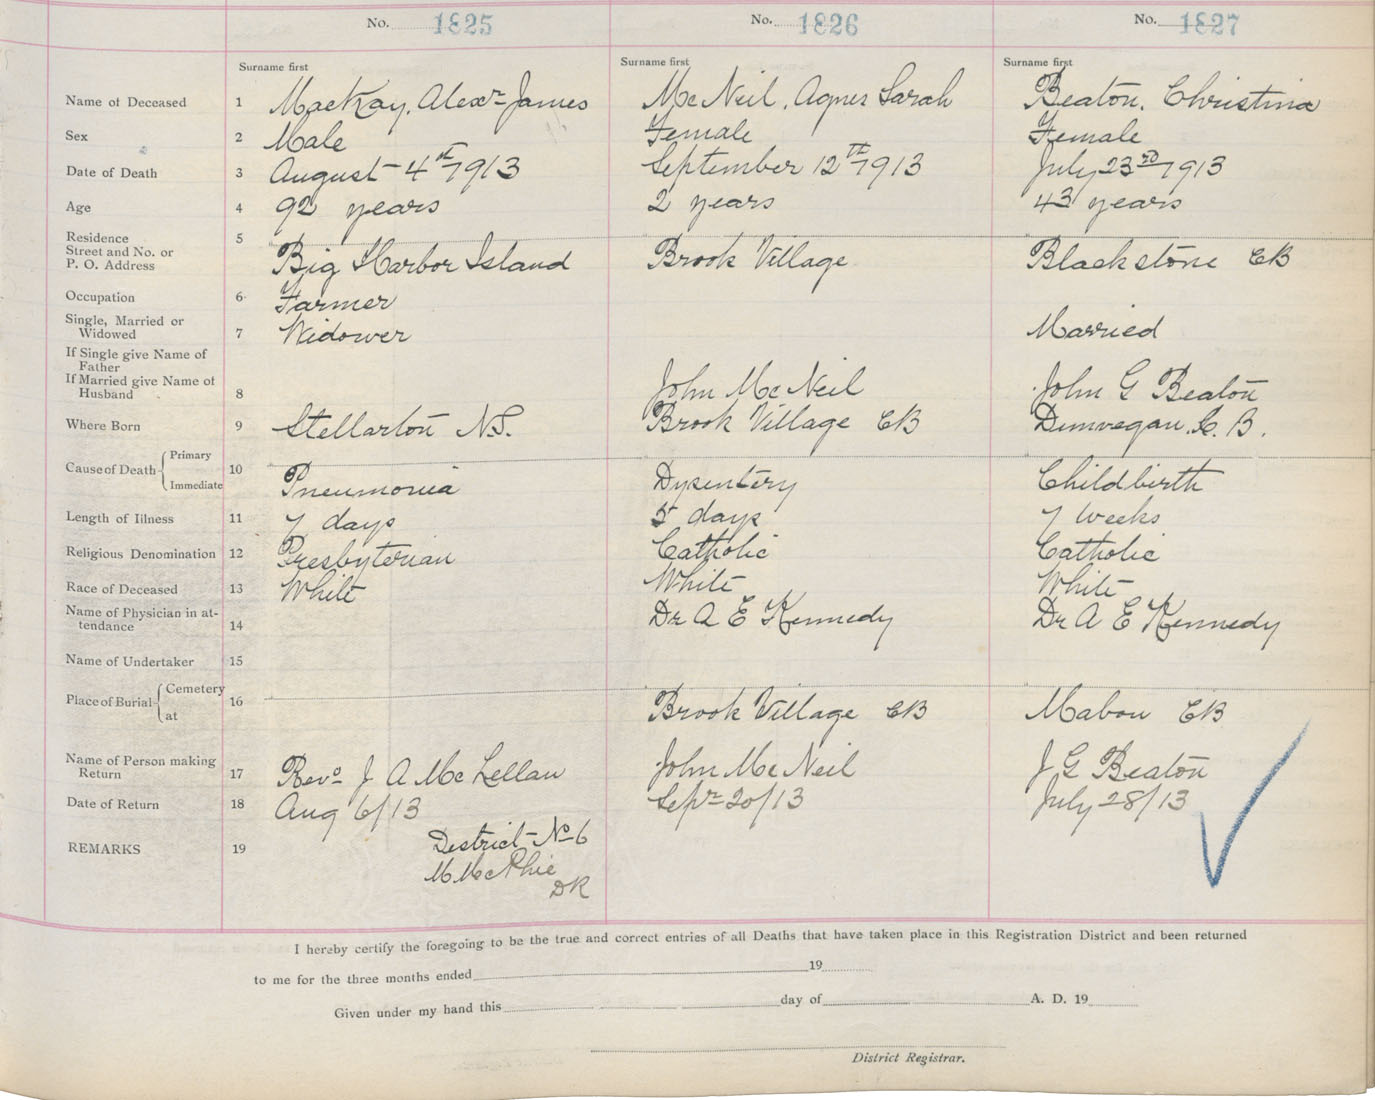 No. 1825 No. 1826 No. 1827
Surname first Surname first Surname first
Name of Deceased 1 MacKay, Alexr James McNeil, Agnes Sarah Beaton, Christina
Sex 2 Male Female Female
Date of Death 3 August 4th 1913 September 12th 1913 July 23rd 1913
Age 4 92 years 2 years 43 years
Residence
Street and No. or
P. O. Address 5 Big Harbor Island Brook Village Blackstone CB
Occupation 6 Farmer
Single, Married or
Widowed 7 Widower Married
If Single give Name of
Father
If Married give Name of
Husband 8 John McNeil John G Beaton
Where Born 9 Stellarton N.S. Brook Village CB Dunvegan, C. B.
Cause of Death Primary
Immediate 10 Pneumonia Dysentery Childbirth
Length of Illness 11 7 days 5 days 7 weeks
Religious Denomination 12 Presbyterian Catholic Catholic
Race of Deceased 13 White White White
Name of Physician in at-
tendance 14 Dr A E Kennedy Dr A E Kennedy
Name of Undertaker 15
Place of Burial Cemetery
at 16 Brook Village CB Mabou CB
Name of Person making
Return 17 Revd J A McLellan John McNeil J G Beaton
Date of Return 18 Aug 6/13 Sepr 20/13 July 28/13
REMARKS 19 District No 6
M McPhie
DR
I hereby certify the foregoing to be the true and correct entries of all Deaths that have taken place in this Registration District and been returned
to me for the three months ended 19
Given under my hand this day of A. D. 19
District Registrar.